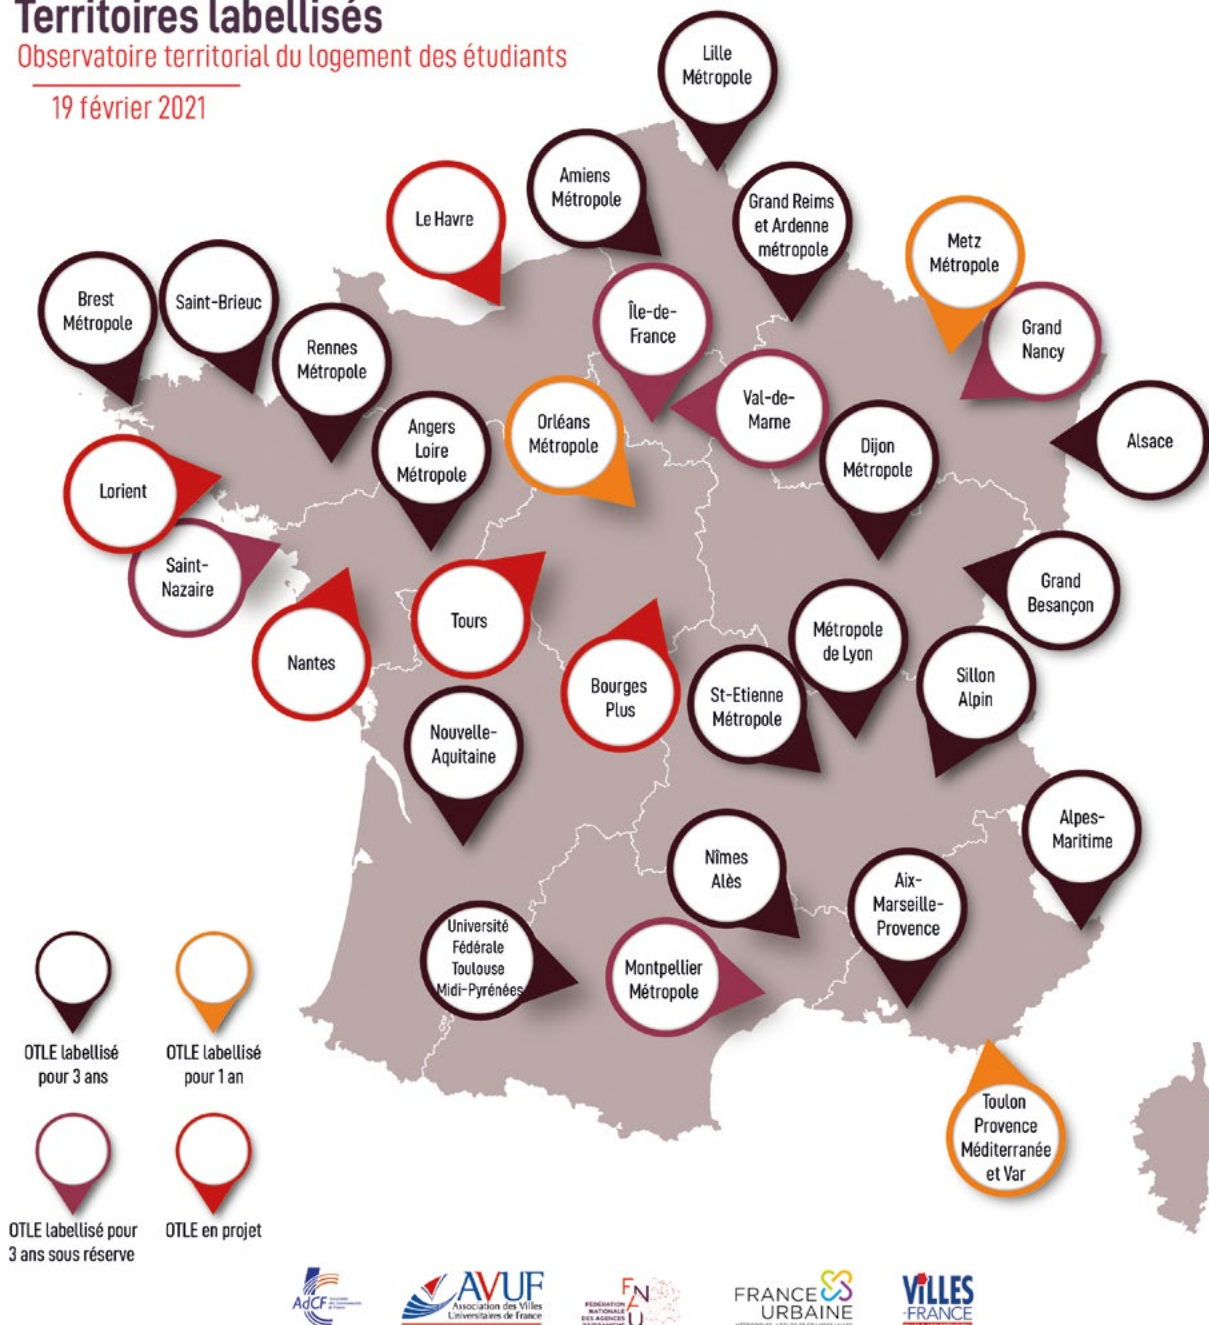 Territoires labellisés
Observatoire territorial du logement des étudiants
19 février 2021
Lille
Métropole
Amiens
Métropole
Le Havre
Grand Reims
et Ardenne
métropole
Metz
Métropole
Brest
Métropole
Saint-Brieuc
Rennes
Métropole
Île-de-
France
Grand
Nancy
Angers
Loire
Métropole
Orléans
Métropole
Val-de-
Marne
Dijon
Métropole
Alsace
Lorient
Saint-
Nazaire
Nantes
Tours
Bourges
Plus
Grand
Besançon
Métropole
de Lyon
St-Etienne
Métropole
Sillon
Alpin
Nouvelle-
Aquitaine
Alpes-
Maritime
Nîmes
Alès
Aix-
Marseille-
Provence
Université
Fédérale
Toulouse
Midi-Pyrénées
Montpellier
Métropole
Toulon
Provence
Méditerranée
et Var
OTLE labellisé
pour 3 ans
OTLE labellisé
pour 1 an
OTLE labellisé pour
3 ans sous réserve
OTLE en projet
AdCF
AVUF
Association des Villes
Universitaires de France
FNAU
FÉDÉRATION
NATIONALE
DES AGENCES
FRANCE
URBAINE
VILLES
FRANCE